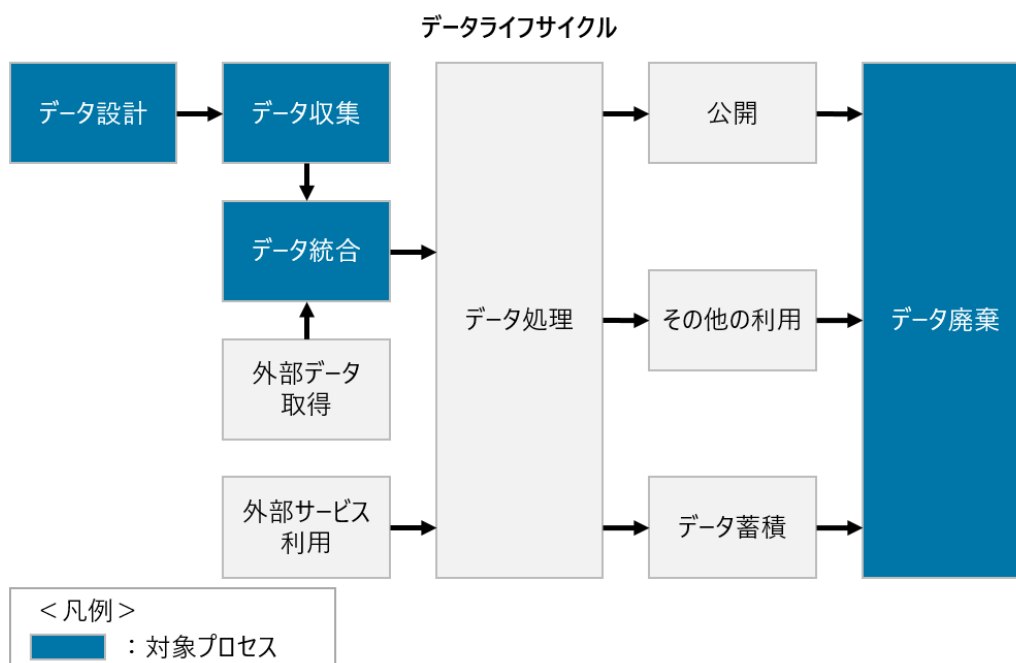 データライフサイクル
データ設計
データ収集
データ統合
外部データ
取得
外部サービス
利用
データ処理
公開
その他の利用
データ蓄積
データ廃棄
＜凡例＞
：対象プロセス